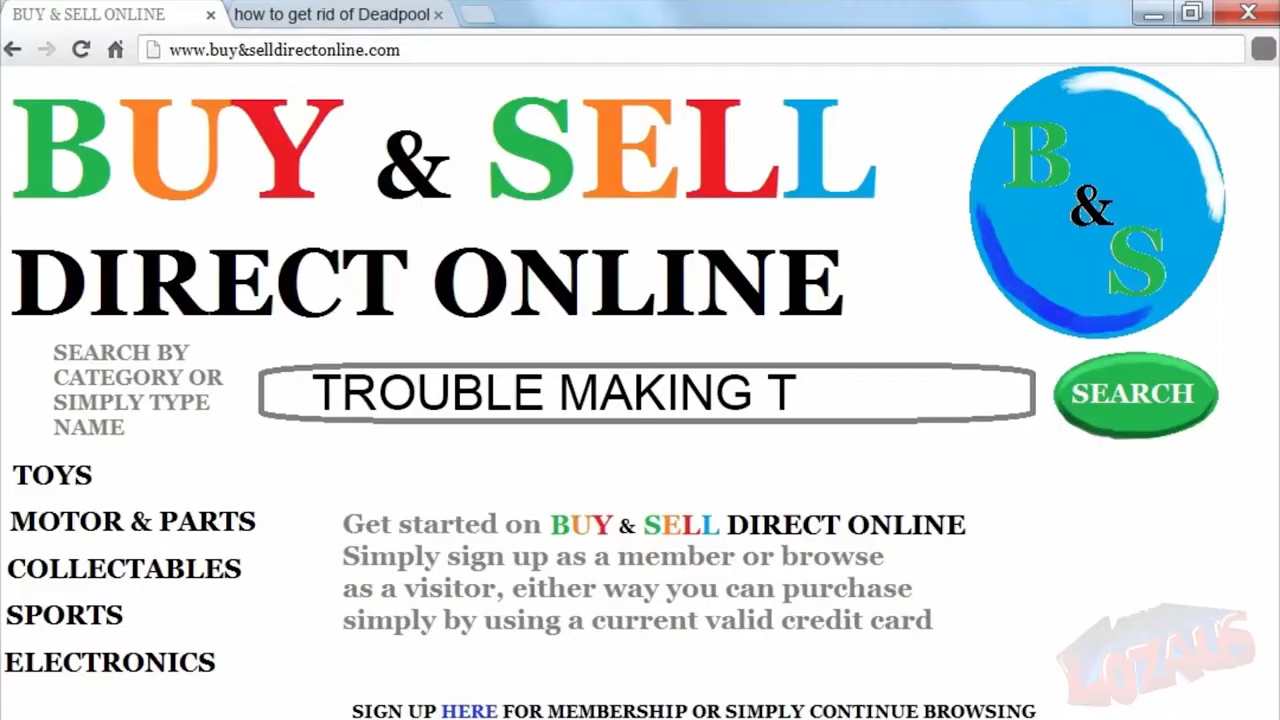 BUY & SELL ONLINE
how to get rid of Deadpool
www.buy&selldirectonline.com
BUY & SELL
DIRECT ONLINE
B
&
S
SEARCH BY
CATEGORY OR
SIMPLY TYPE
NAME
TROUBLE MAKING T
SEARCH
TOYS
MOTOR & PARTS
COLLECTABLES
SPORTS
ELECTRONICS
Get started on BUY & SELL DIRECT ONLINE
Simply sign up as a member or browse
as a visitor, either way you can purchase
simply by using a current valid credit card
LOZAUS
SIGN UP HERE FOR MEMBERSHIP OR SIMPLY CONTINUE BROWSING